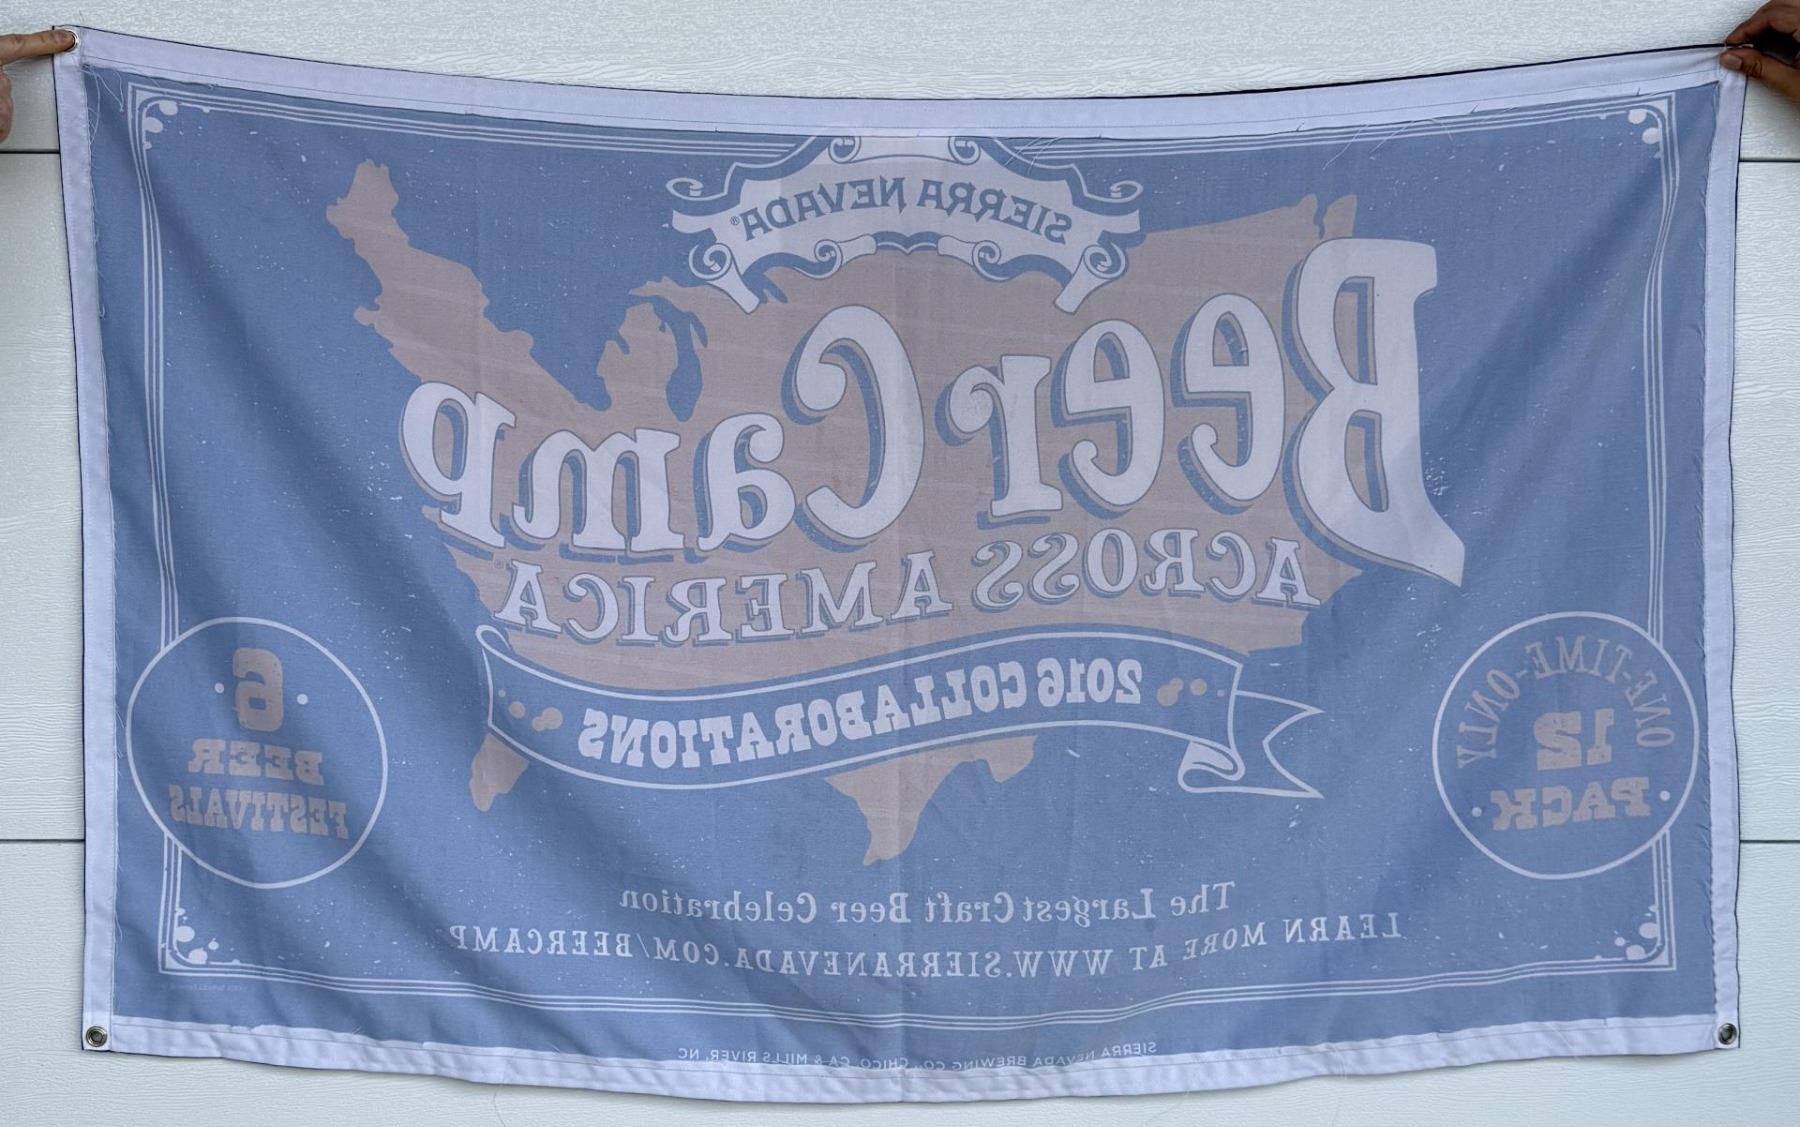 SIERRA NEVADA®
Beer Camp
ACROSS AMERICA®
2016 COLLABORATIONS
ONE-TIME-ONLY
12
PACK
6
BEER
FESTIVALS
The Largest Craft Beer Celebration
LEARN MORE AT WWW.SIERRANEVADA.COM/BEERCAMP
SIERRA NEVADA BREWING CO., CHICO, CA & MILLS RIVER, NC